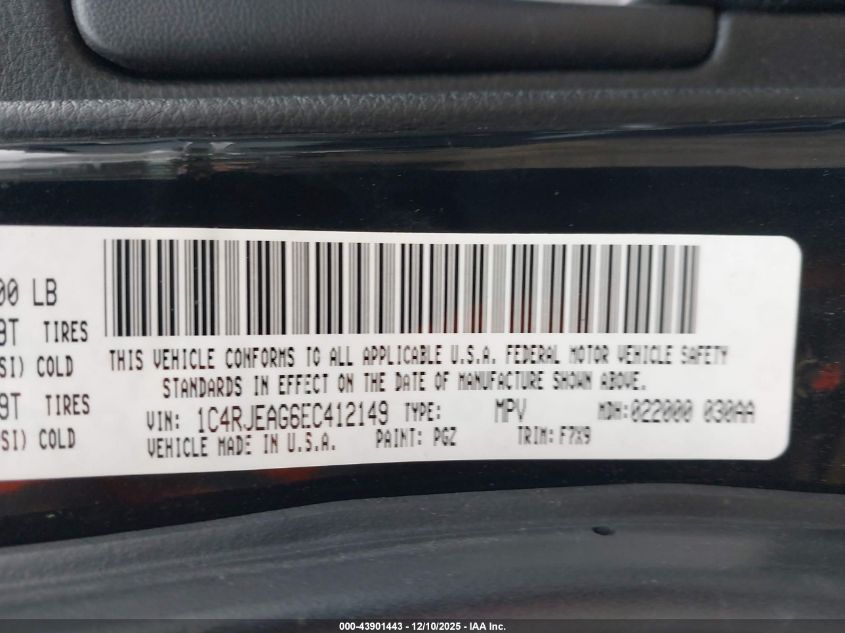 00 LB
9T TIRES
SI) COLD
9T TIRES
SI) COLD
THIS VEHICLE CONFORMS TO ALL APPLICABLE U.S.A. FEDERAL MOTOR VEHICLE SAFETY
STANDARDS IN EFFECT ON THE DATE OF MANUFACTURE SHOWN ABOVE.
VIN: 1C4RJEAG6EC412149 TYPE: MPV MDH: 022000 030AA
VEHICLE MADE IN U.S.A. PAINT: PGZ TRIM: F7X9
000-43901443 - 12/10/2025 - IAA Inc.